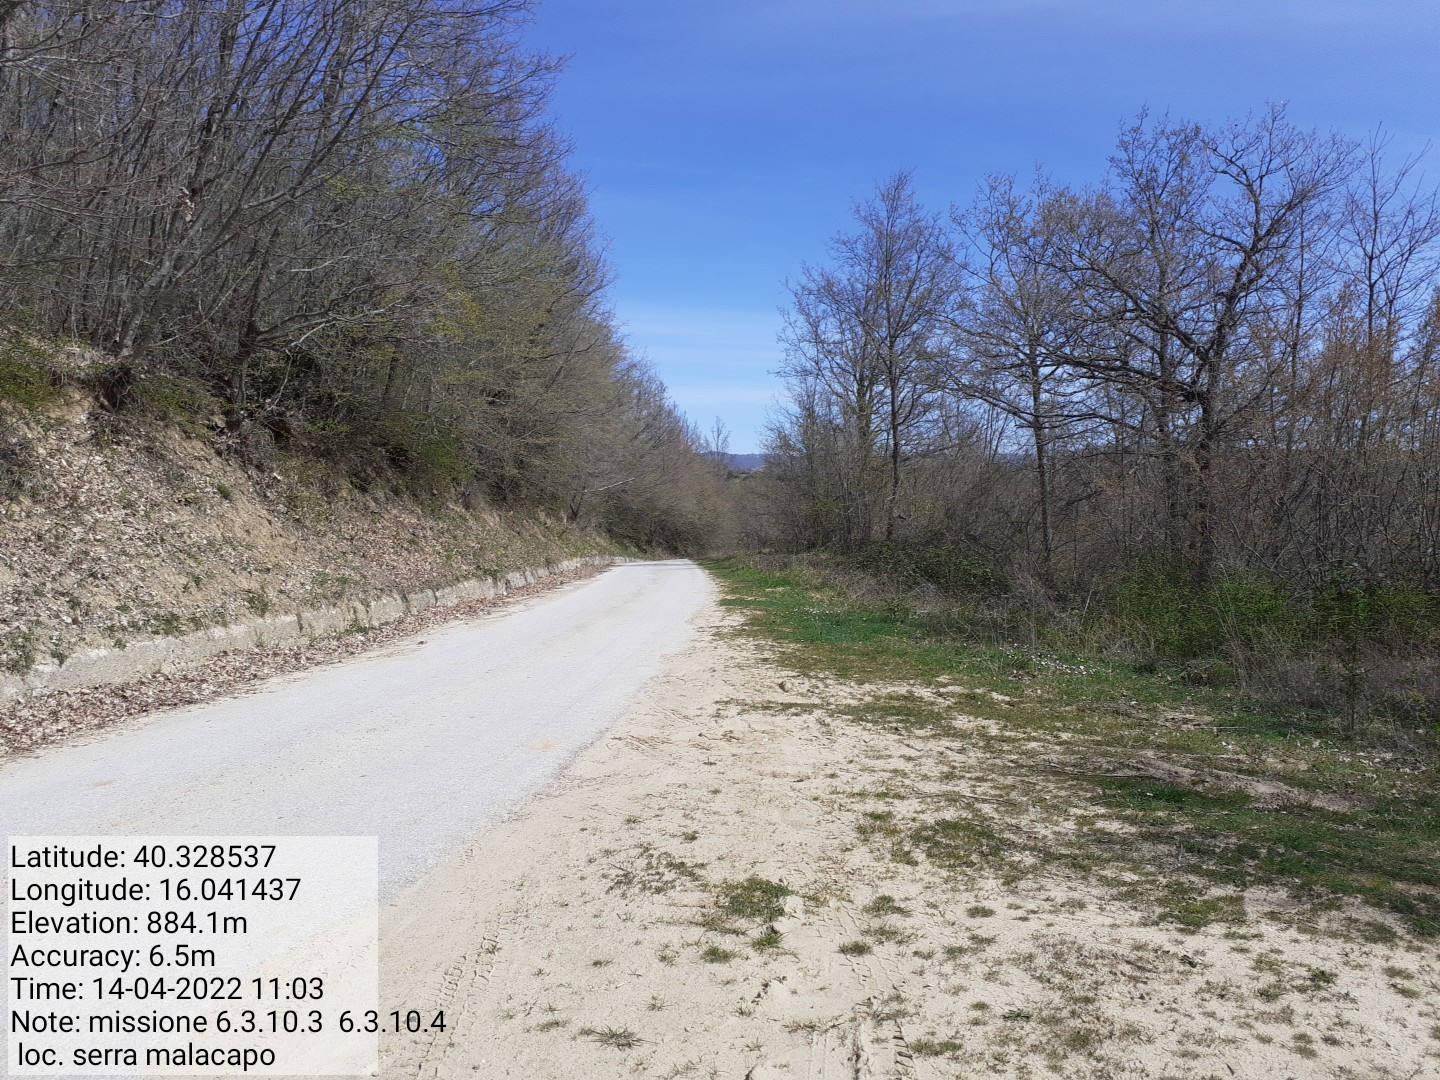 Latitude: 40.328537
Longitude: 16.041437
Elevation: 884.1m
Accuracy: 6.5m
Time: 14-04-2022 11:03
Note: missione 6.3.10.3  6.3.10.4
loc. serra malacapo